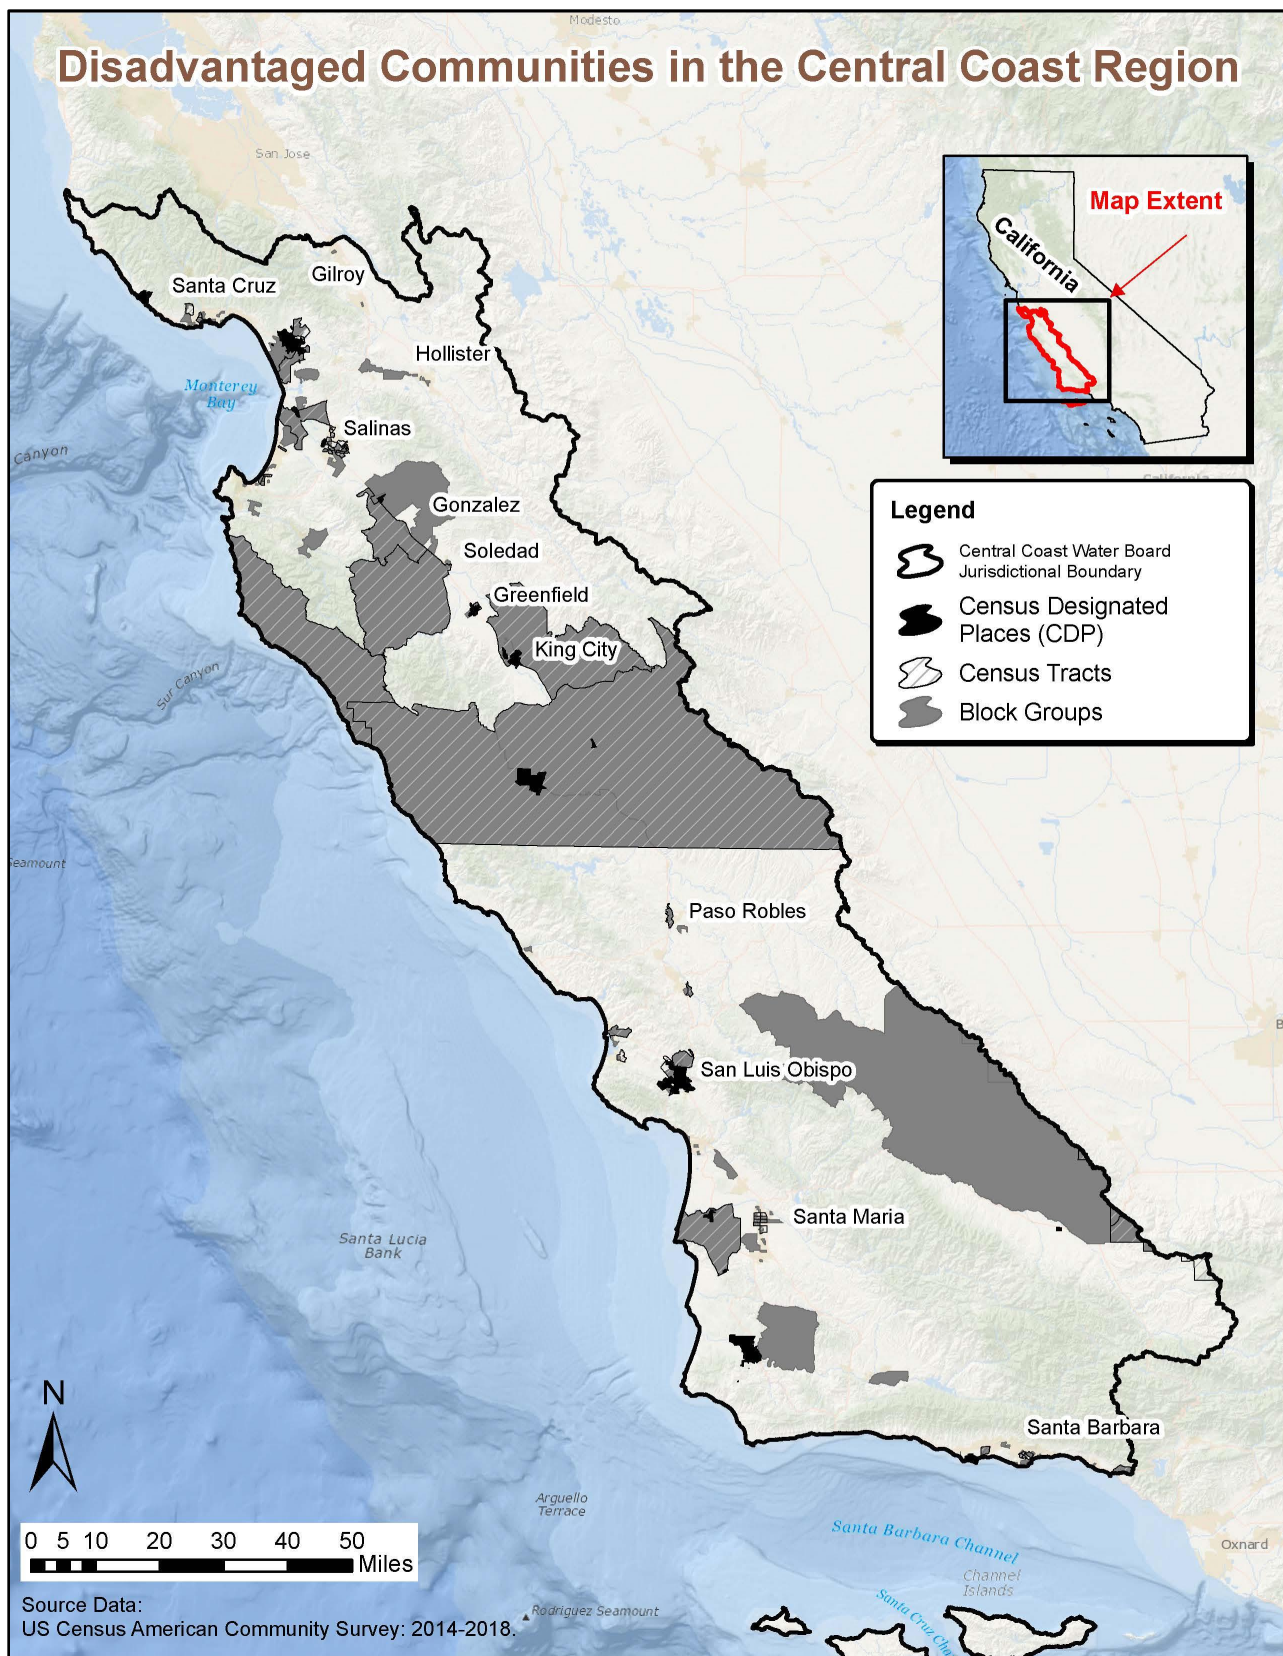 Modesto
Disadvantaged Communities in the Central Coast Region
San Jose
Map Extent
California
Santa Cruz
Gilroy
Hollister
Monterey
Bay
Salinas
Canyon
Gonzalez
Soledad
Greenfield
King City
Sur Canyon
California
Legend
Central Coast Water Board
Jurisdictional Boundary
Census Designated
Places (CDP)
Census Tracts
Block Groups
Seamount
Paso Robles
B
San Luis Obispo
Santa Maria
Santa Lucia
Bank
Santa Barbara
N
Arguello
Terrace
Santa Barbara Channel
Oxnard
Channel
Islands
0 5 10 20 30 40 50
Miles
Santa Cruz Cha
Rodriguez Seamount
Source Data:
US Census American Community Survey: 2014-2018.